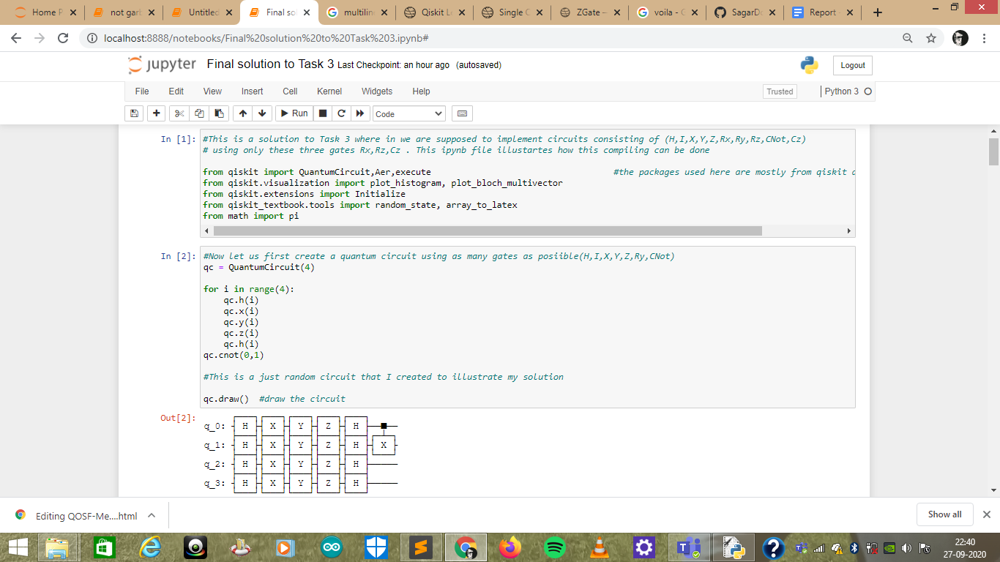 Home P
not garb
Untitled
Final so
multilin
Qiskit L
Single C
ZGate –
voila - G
SagarDo
Report -
localhost:8888/notebooks/Final%20solution%20to%20Task%203.ipynb#
jupyter Final solution to Task 3 Last Checkpoint: an hour ago (autosaved)
Logout
File Edit View Insert Cell Kernel Widgets Help
Trusted
Python 3
Run
Code
In [1]:
#This is a solution to Task 3 where in we are supposed to implement circuits consisting of (H,I,X,Y,Z,Rx,Ry,Rz,CNot,Cz)
# using only these three gates Rx,Rz,Cz . This ipynb file illustartes how this compiling can be done
from qiskit import QuantumCircuit,Aer,execute #the packages used here are mostly from qiskit
from qiskit.visualization import plot_histogram, plot_bloch_multivector
from qiskit.extensions import Initialize
from qiskit_textbook.tools import random_state, array_to_latex
from math import pi
In [2]:
#Now let us first create a quantum circuit using as many gates as posiible(H,I,X,Y,Z,Ry,CNot)
qc = QuantumCircuit(4)
for i in range(4):
qc.h(i)
qc.x(i)
qc.y(i)
qc.z(i)
qc.h(i)
qc.cnot(0,1)
#This is a just random circuit that I created to illustrate my solution
qc.draw() #draw the circuit
Out[2]:
q_0: H X Y Z H
q_1: H X Y Z H X
q_2: H X Y Z H
q_3: H X Y Z H
Editing QOSF-Me....html
Show all
22:40
27-09-2020